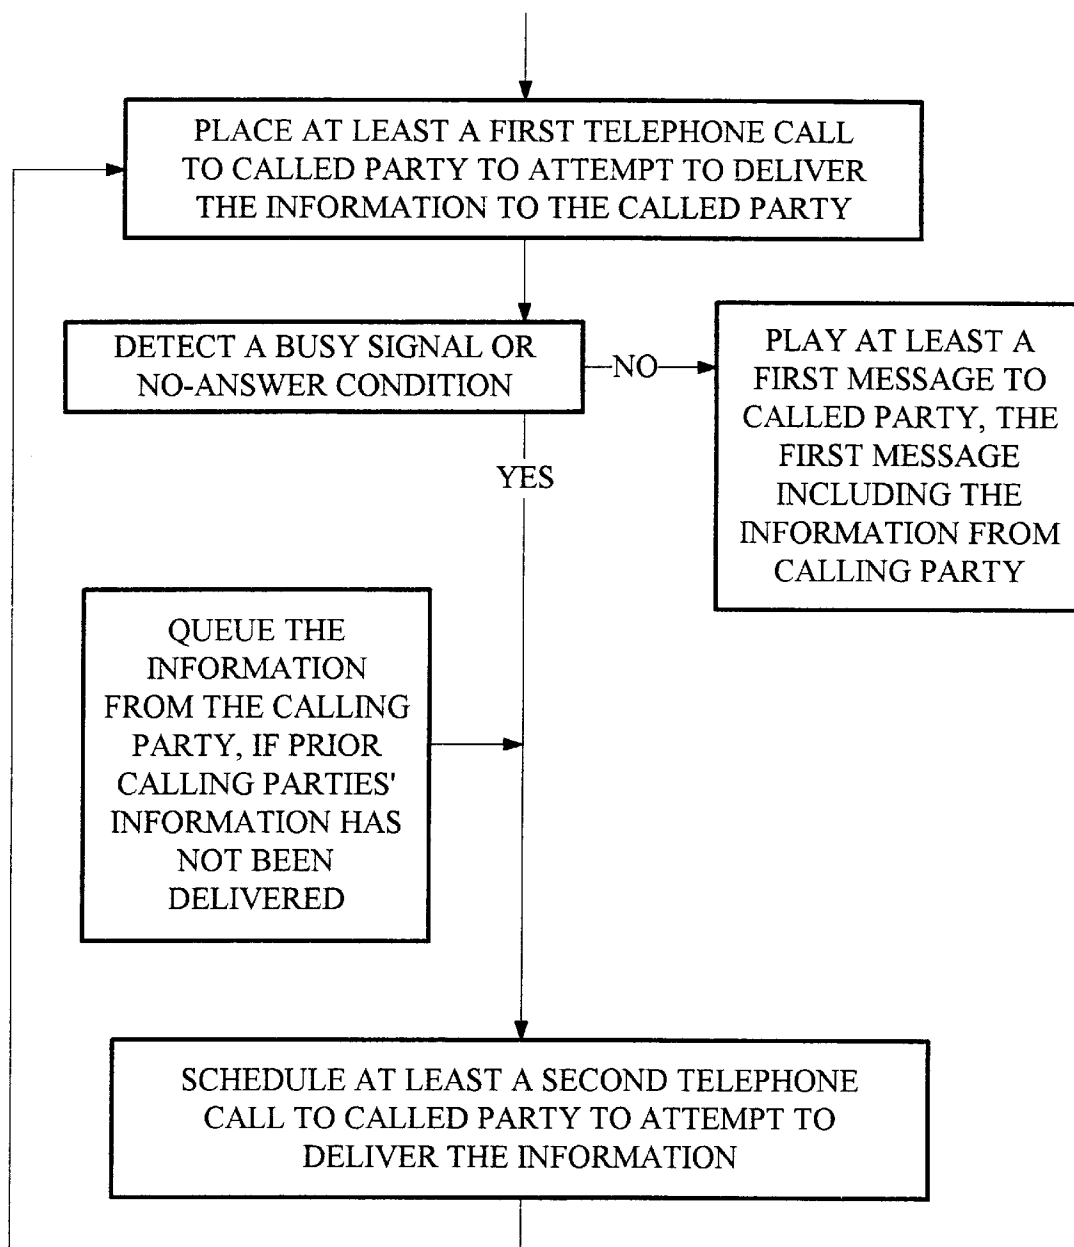 PLACE AT LEAST A FIRST TELEPHONE CALL
TO CALLED PARTY TO ATTEMPT TO DELIVER
THE INFORMATION TO THE CALLED PARTY
DETECT A BUSY SIGNAL OR
NO-ANSWER CONDITION
NO
PLAY AT LEAST A
FIRST MESSAGE TO
CALLED PARTY, THE
FIRST MESSAGE
INCLUDING THE
INFORMATION FROM
CALLING PARTY
YES
QUEUE THE
INFORMATION
FROM THE CALLING
PARTY, IF PRIOR
CALLING PARTIES'
INFORMATION HAS
NOT BEEN
DELIVERED
SCHEDULE AT LEAST A SECOND TELEPHONE
CALL TO CALLED PARTY TO ATTEMPT TO
DELIVER THE INFORMATION